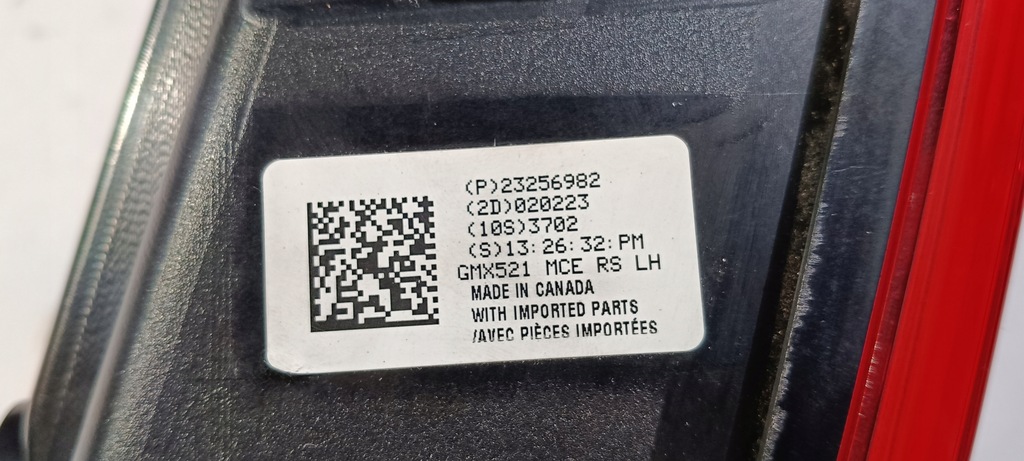 (P)23256982
(2D)020223
(10S)3702
(S)13:26:32:PM
GMX521 MCE RS LH
MADE IN CANADA
WITH IMPORTED PARTS
/AVEC PIÈCES IMPORTÉES